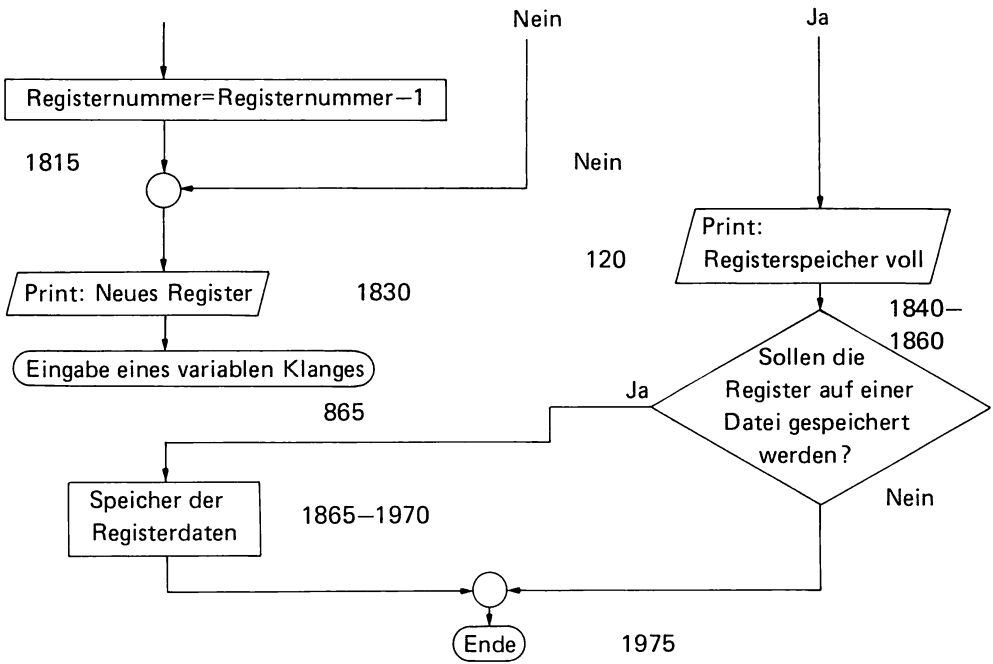 Nein
Ja
Registernummer=Registernummer–1
1815
Nein
Print:
Registerspeicher voll
120
Print: Neues Register
1830
1840–
1860
Eingabe eines variablen Klanges
Sollen die
Register auf einer
Datei gespeichert
werden?
Ja
865
Nein
Speicher der
Registerdaten
1865–1970
Ende
1975